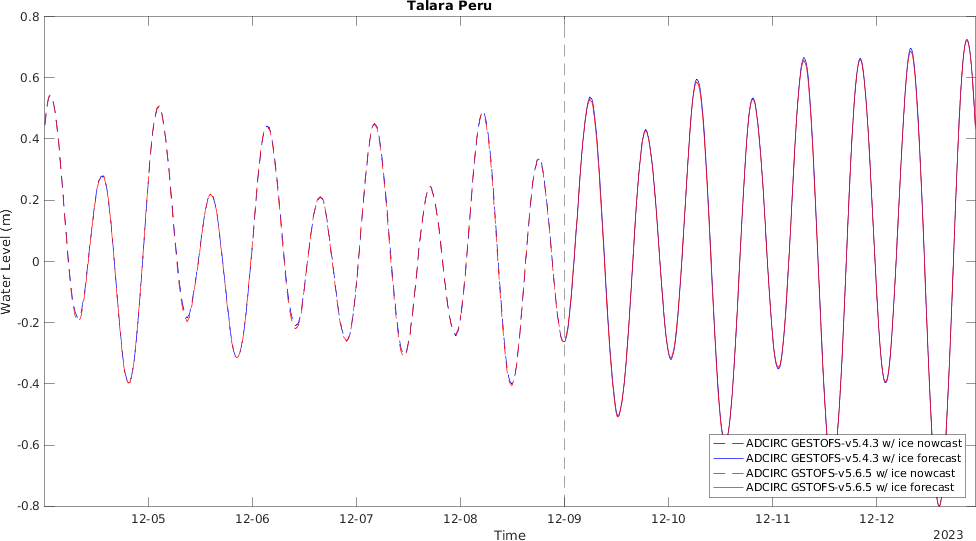 Talara Peru
0.8
0.6
0.4
0.2
0
-0.2
-0.4
-0.6
-0.8
Water Level (m)
ADCIRC GESTOFS-v5.4.3 w/ ice nowcast
ADCIRC GESTOFS-v5.4.3 w/ ice forecast
ADCIRC GSTOFS-v5.6.5 w/ ice nowcast
ADCIRC GSTOFS-v5.6.5 w/ ice forecast
12-05 12-06 12-07 12-08 12-09 12-10 12-11 12-12
Time
2023